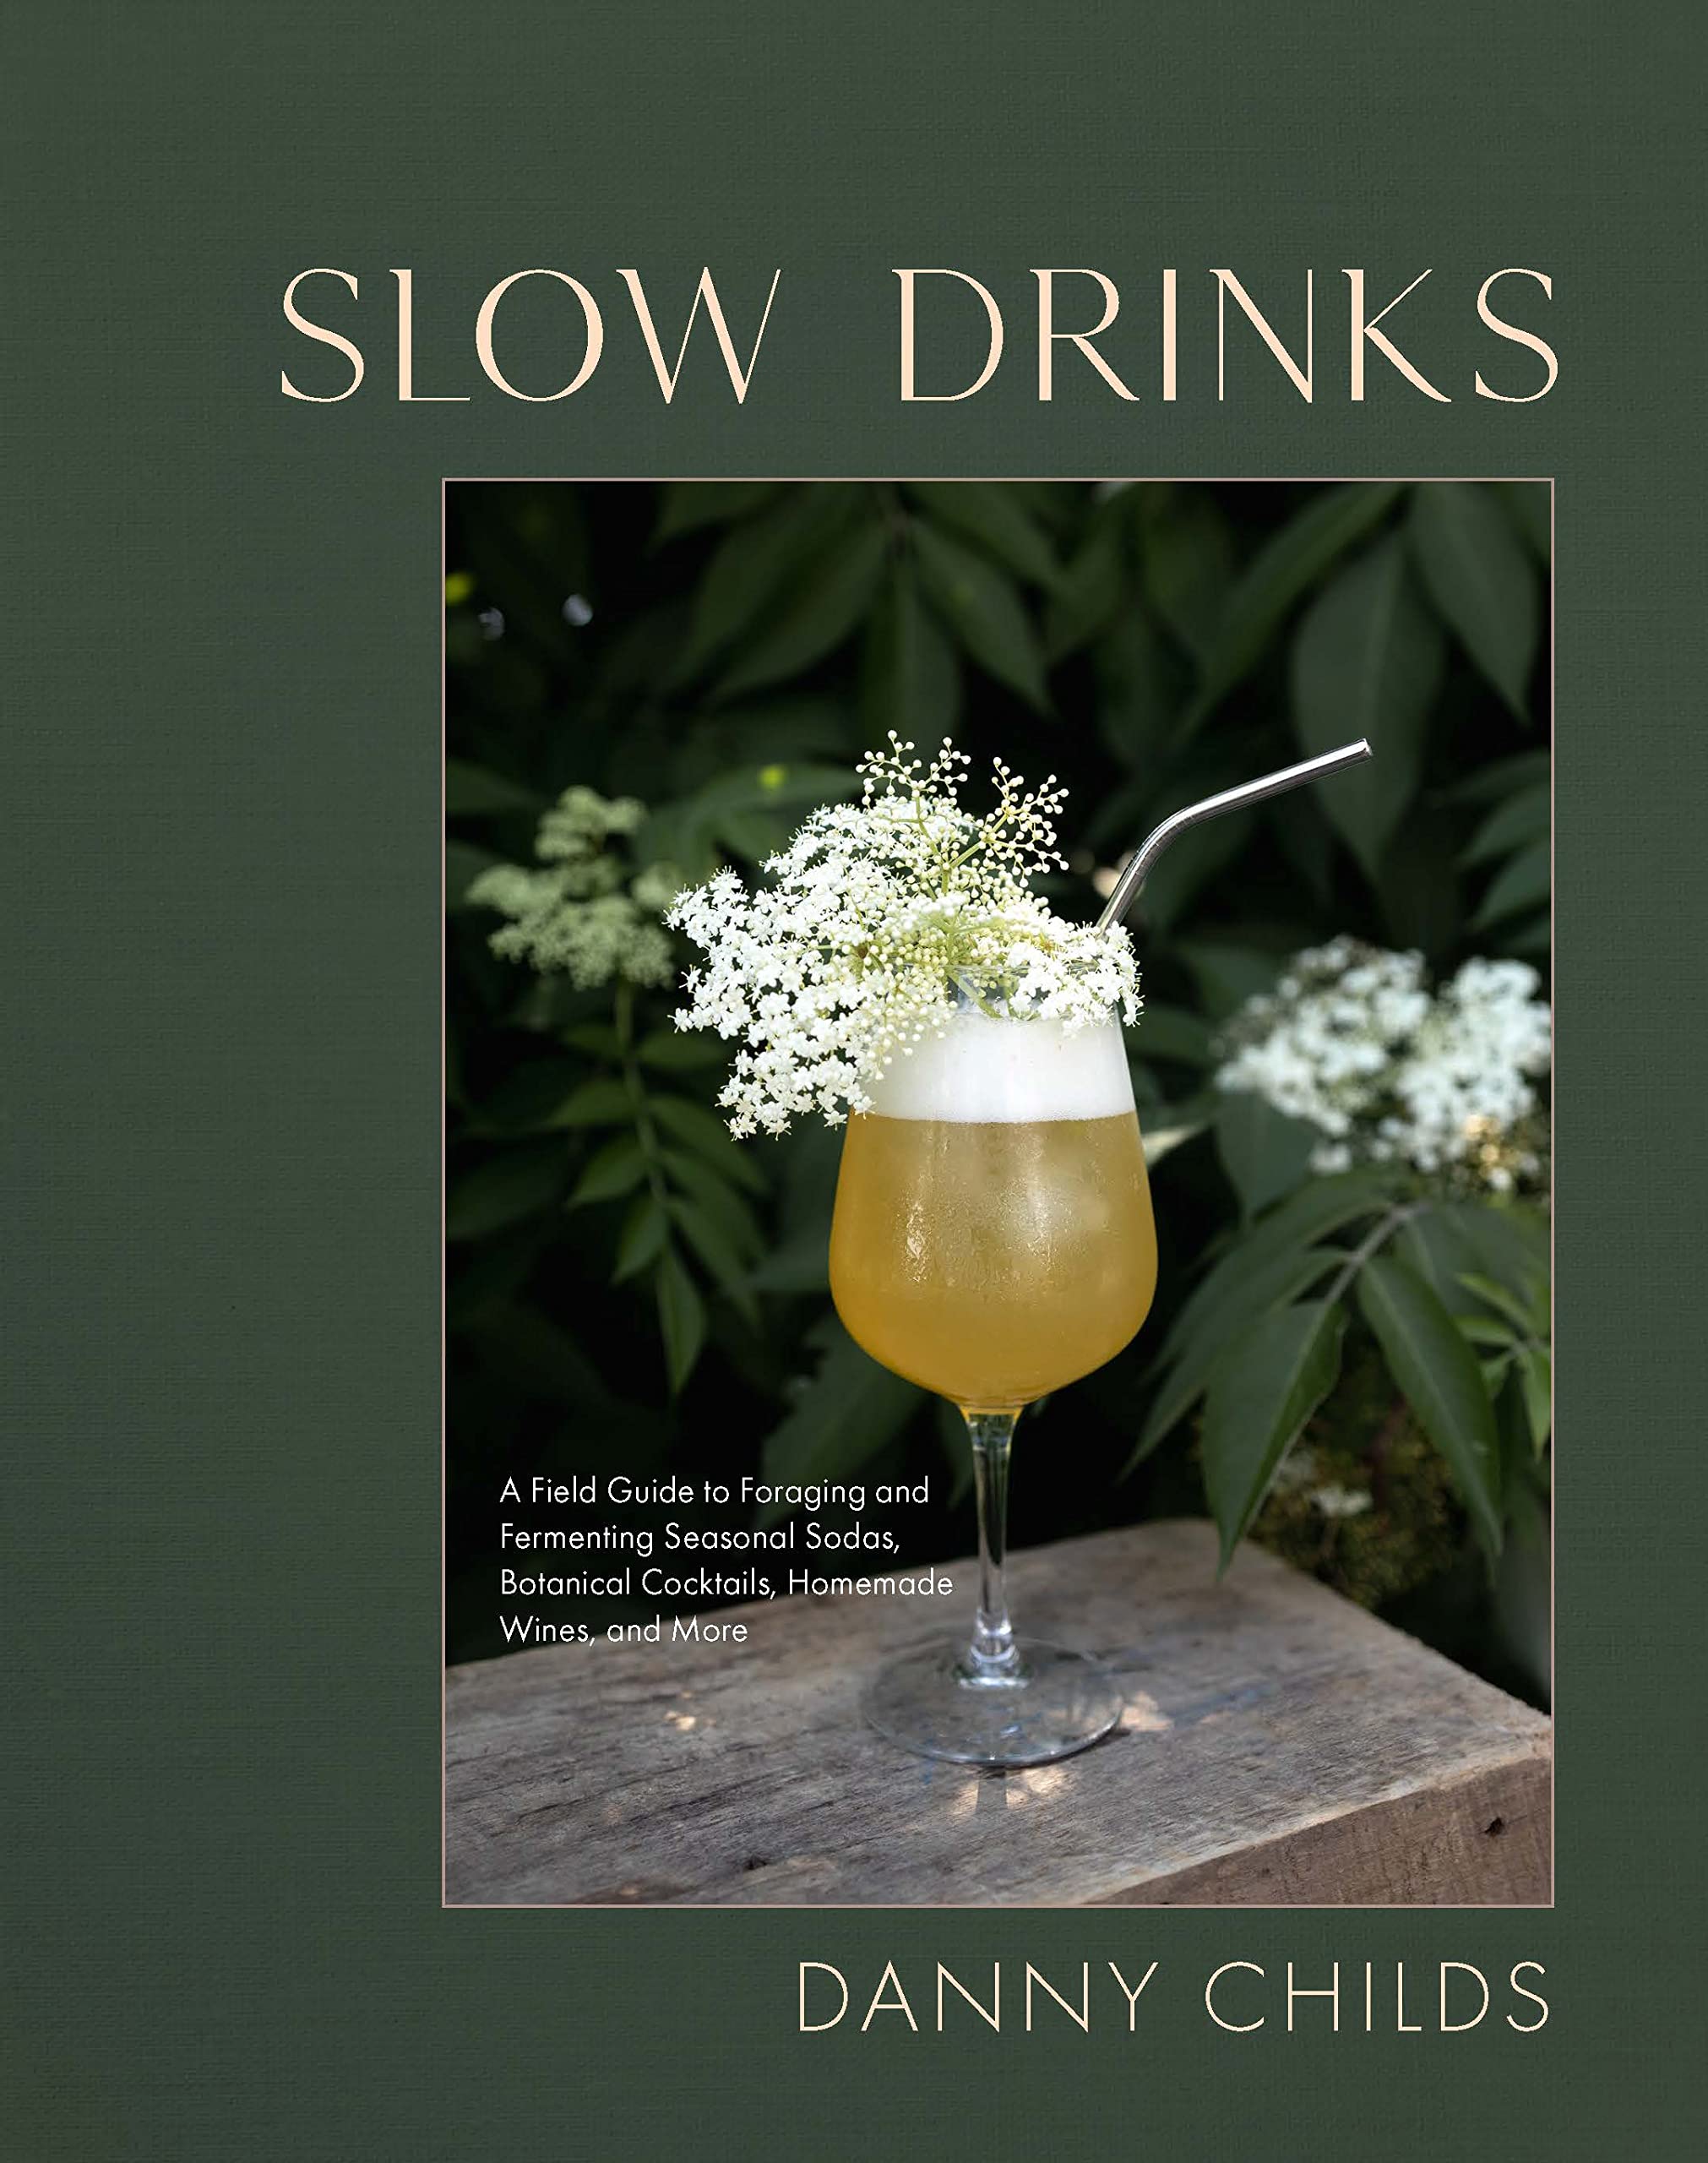 SLOW DRINKS
A Field Guide to Foraging and
Fermenting Seasonal Sodas,
Botanical Cocktails, Homemade
Wines, and More
DANNY CHILDS